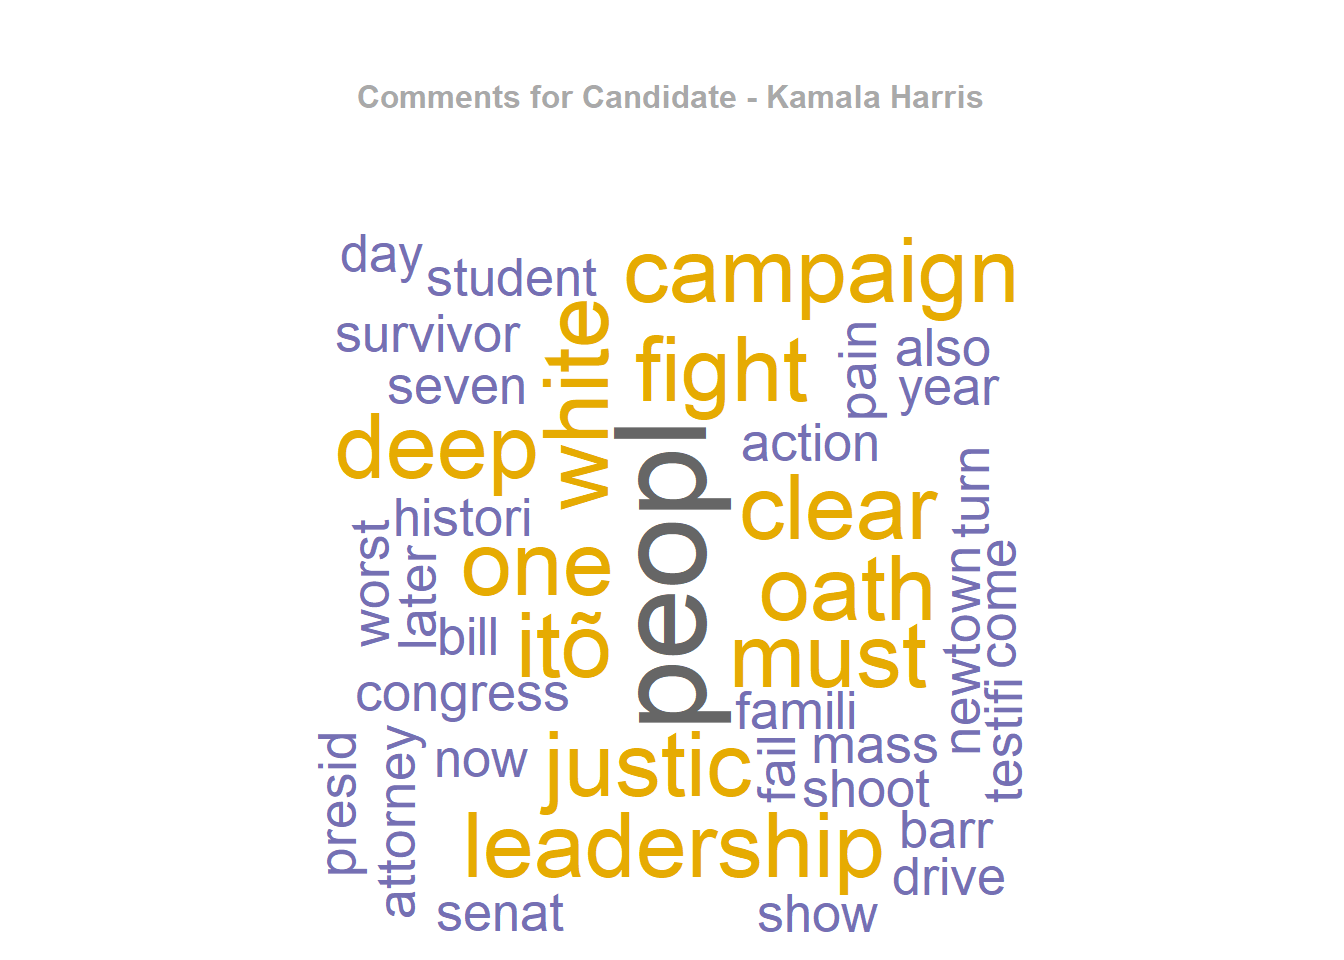 Comments for Candidate - Kamala Harris
day
student
campaign
survivor
white
fight
pain
also
seven
year
deep
peopl
action
histori
clear
turn
worst
later
one
oath
newtown
come
bill
itõ
must
congress
famili
testifi
presid
attorney
now
justic
fail
mass
shoot
leadership
barr
drive
senat
show